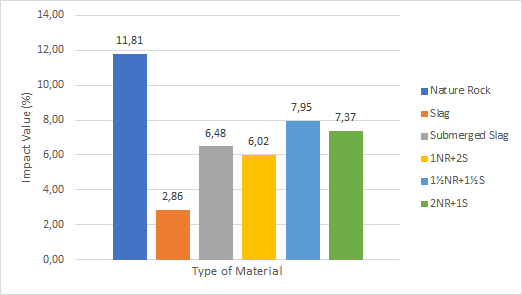 14,00
12,00
10,00
8,00
6,00
4,00
2,00
0,00
Impact Value (%)
11,81
2,86
6,48
6,02
7,95
7,37
Type of Material
Nature Rock
Slag
Submerged Slag
1NR+2S
1½NR+1½S
2NR+1S